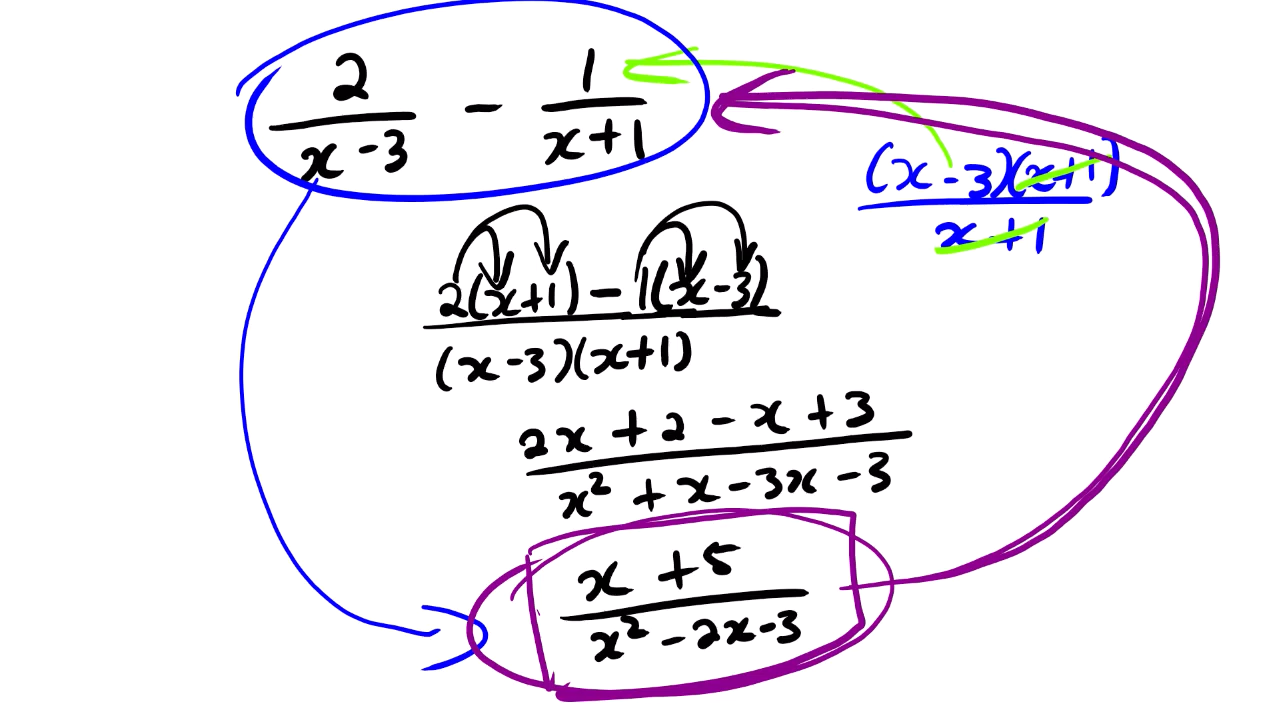 2/(x-3) - 1/(x+1)
(x-3)(x+1)/(x+1)
2(x+1) - 1(x-3)/(x-3)(x+1)
2x + 2 - x + 3/x² + x - 3x - 3
x + 5/x² - 2x - 3